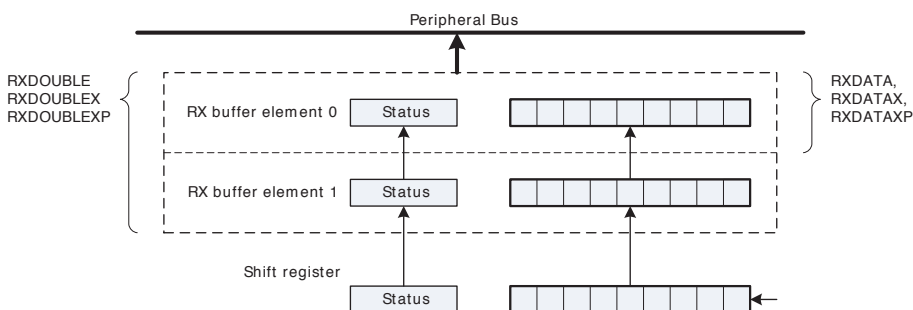 Peripheral Bus
RXDOUBLE
RXDOUBLEX
RXDOUBLEXP
RXDATA,
RXDATAX,
RXDATAXP
RX buffer element 0
Status
RX buffer element 1
Status
Shift register
Status